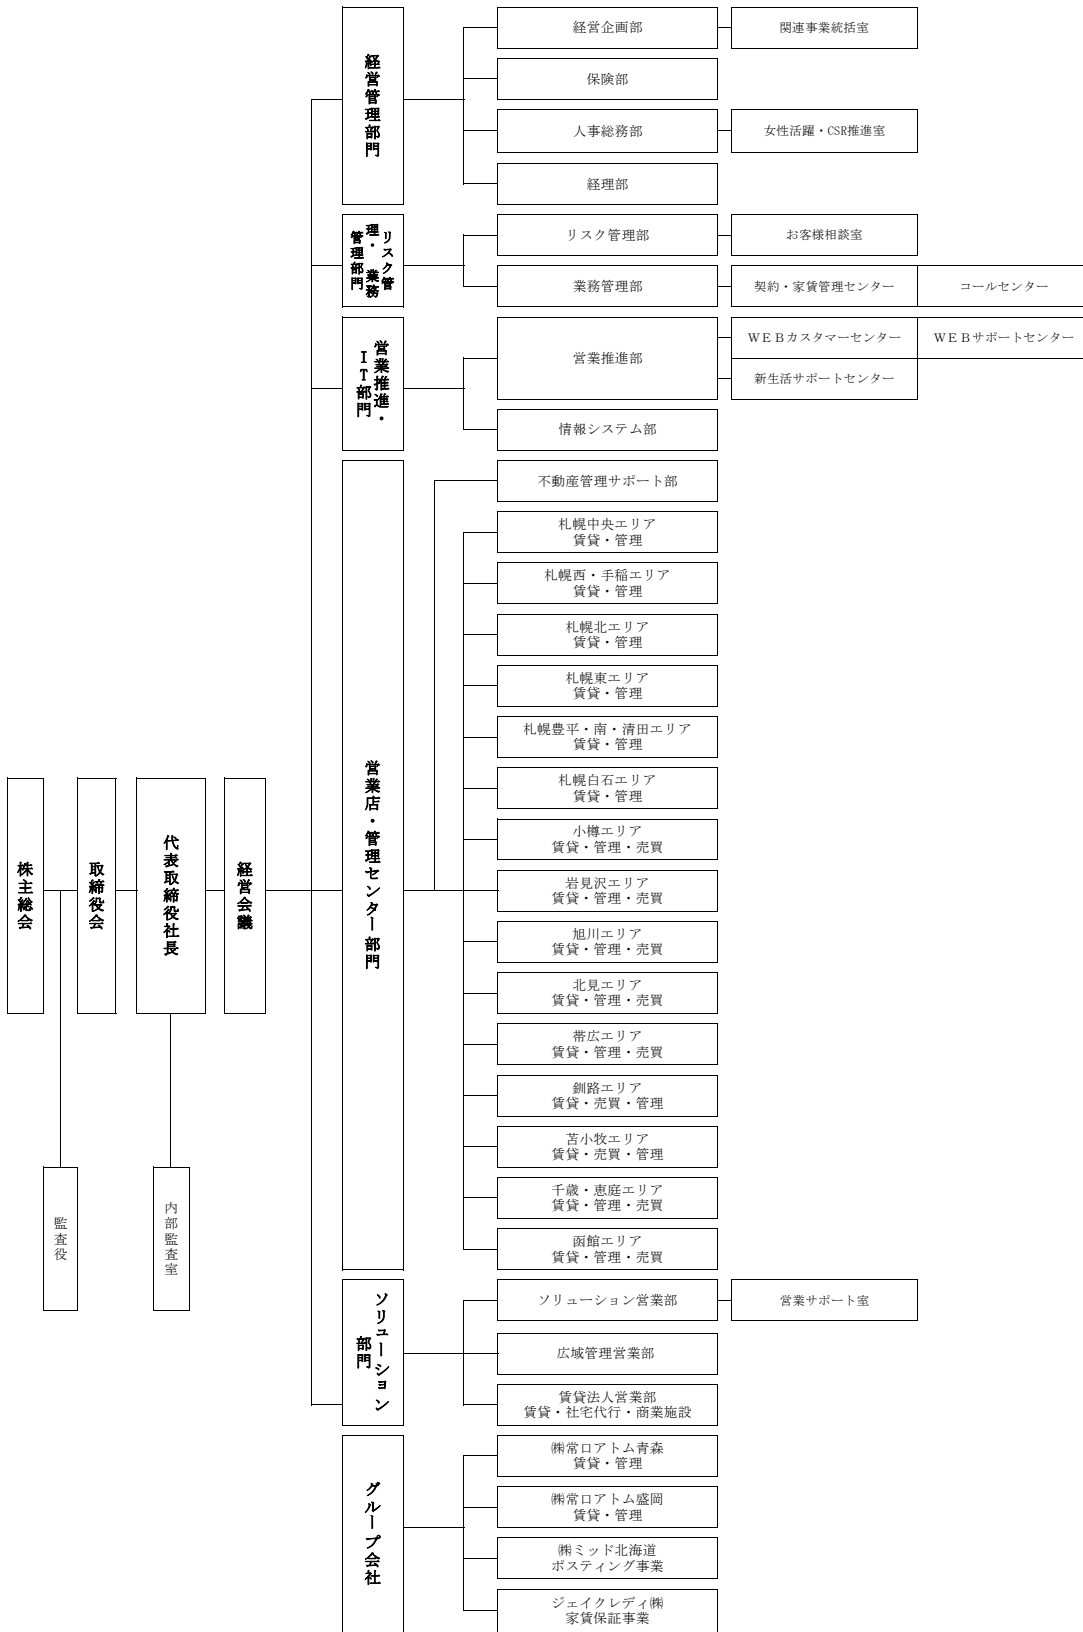 株主総会
取締役会
代表取締役社長
経営会議
監査役
内部監査室
経営管理部門
経営企画部
関連事業統括室
保険部
人事総務部
女性活躍・CSR推進室
経理部
リスク管
理・ 業務
管理部門
リスク管理部
お客様相談室
業務管理部
契約・家賃管理センター
コールセンター
営業推進・
IT部門
営業推進部
WEBカスタマーセンター
WEBサポートセンター
新生活サポートセンター
情報システム部
営業店・管理センター部門
不動産管理サポート部
札幌中央エリア
賃貸・管理
札幌西・手稲エリア
賃貸・管理
札幌北エリア
賃貸・管理
札幌東エリア
賃貸・管理
札幌豊平・南・清田エリア
賃貸・管理
札幌白石エリア
賃貸・管理
小樽エリア
賃貸・管理・売買
岩見沢エリア
賃貸・管理・売買
旭川エリア
賃貸・管理・売買
北見エリア
賃貸・管理・売買
帯広エリア
賃貸・管理・売買
釧路エリア
賃貸・売買・管理
苫小牧エリア
賃貸・売買・管理
千歳・恵庭エリア
賃貸・管理・売買
函館エリア
賃貸・管理・売買
ソリューション
部門
ソリューション営業部
営業サポート室
広域管理営業部
賃貸法人営業部
賃貸・社宅代行・商業施設
グループ会社
㈱常口アトム青森
賃貸・管理
㈱常口アトム盛岡
賃貸・管理
㈱ミッド北海道
ポスティング事業
ジェイクレディ㈱
家賃保証事業